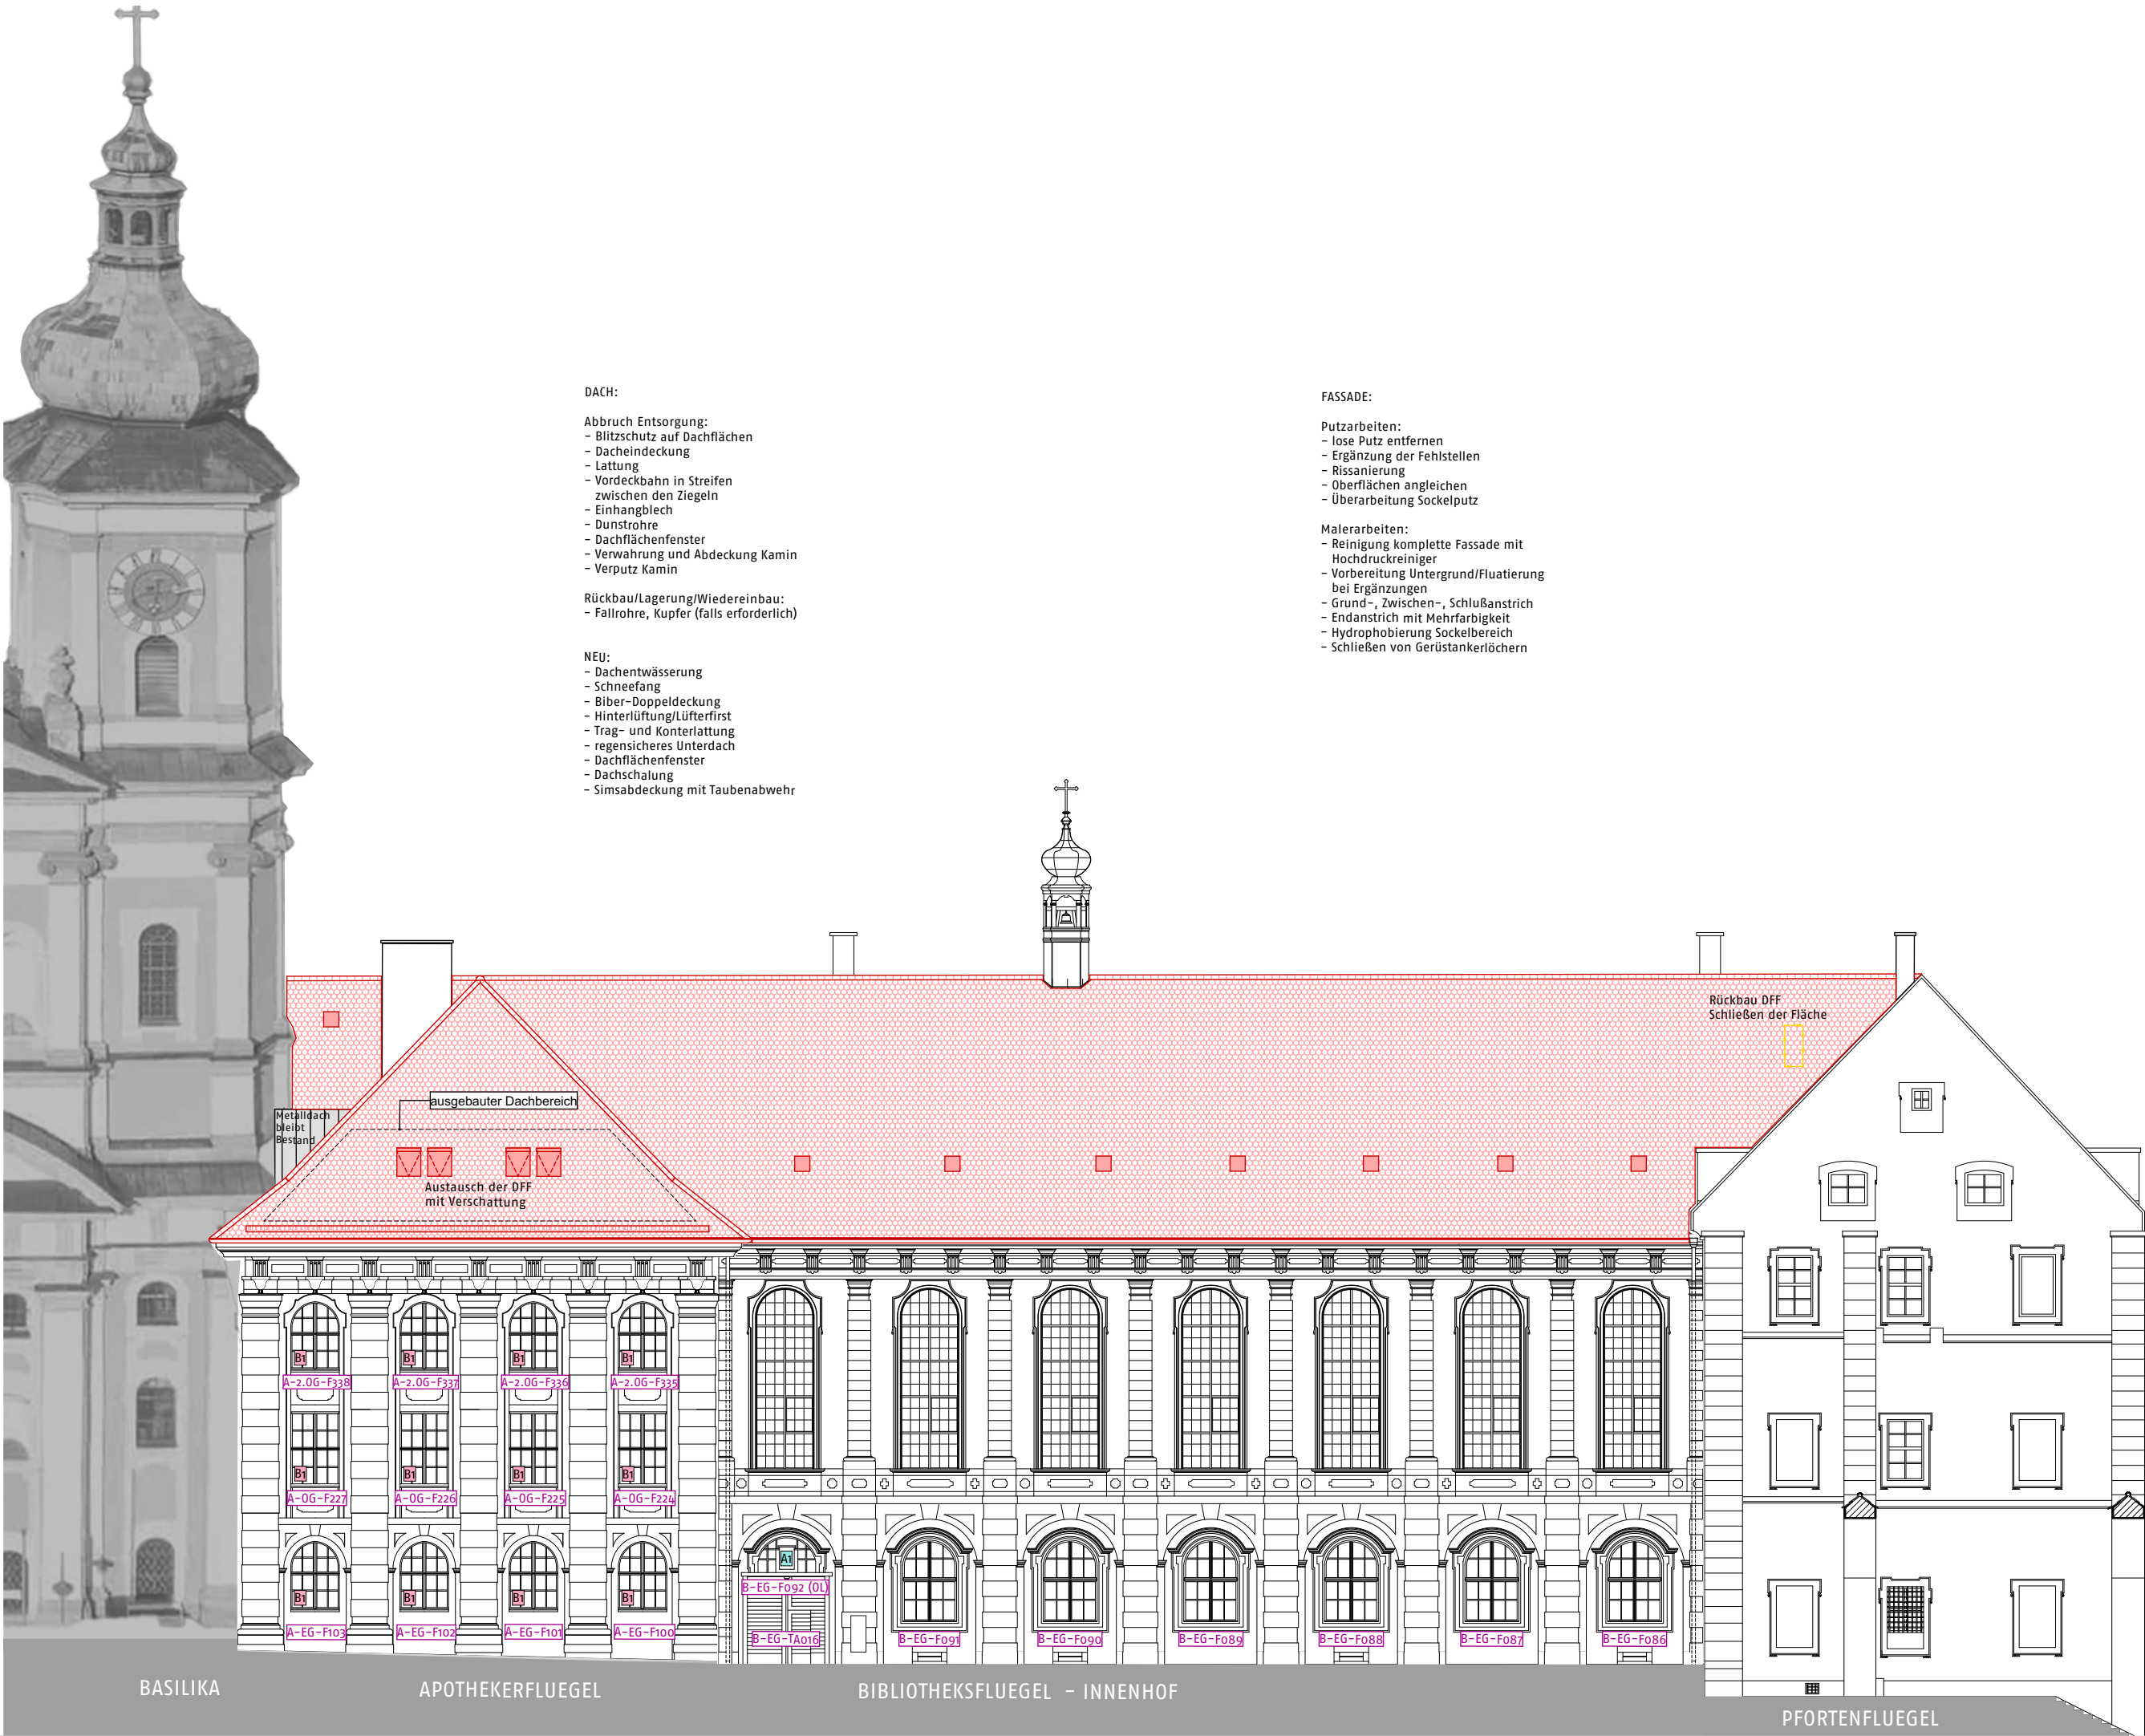 DACH:
Abbruch Entsorgung:
- Blitzschutz auf Dachflächen
- Dacheindeckung
- Lattung
- Vordeckbahn in Streifen
zwischen den Ziegeln
- Einhangblech
- Dunstrohre
- Dachflächenfenster
- Verwahrung und Abdeckung Kamin
- Verputz Kamin
Rückbau/Lagerung/Wiedereinbau:
- Fallrohre, Kupfer (falls erforderlich)
NEU:
- Dachentwässerung
- Schneefang
- Biber-Doppeldeckung
- Hinterlüftung/Lüfterfirst
- Trag- und Konterlattung
- regensicheres Unterdach
- Dachflächenfenster
- Dachschalung
- Simsabdeckung mit Taubenabwehr
FASSADE:
Putzarbeiten:
- lose Putz entfernen
- Ergänzung der Fehlstellen
- Rissanierung
- Oberflächen angleichen
- Überarbeitung Sockelputz
Malerarbeiten:
- Reinigung komplette Fassade mit
Hochdruckreiniger
- Vorbereitung Untergrund/Fluatierung
bei Ergänzungen
- Grund-, Zwischen-, Schlußanstrich
- Endanstrich mit Mehrfarbigkeit
- Hydrophobierung Sockelbereich
- Schließen von Gerüstankerlöchern
Rückbau DFF
Schließen der Fläche
ausgebauter Dachbereich
Metalldach
bleibt
Bestand
Austausch der DFF
mit Verschattung
B1 B1 B1 B1
A-2.OG-F338 A-2.OG-F337 A-2.OG-F336 A-2.OG-F335
B1 B1 B1 B1
A-OG-F227 A-OG-F226 A-OG-F225 A-OG-F224
A1
B-EG-F092 (OL)
B1 B1 B1 B1
A-EG-F103 A-EG-F102 A-EG-F101 A-EG-F100
B-EG-TA016 B-EG-F091 B-EG-F090 B-EG-F089 B-EG-F088 B-EG-F087 B-EG-F086
BASILIKA
APOTHEKERFLUEGEL
BIBLIOTHEKSFLUEGEL - INNENHOF
PFORTENFLUEGEL